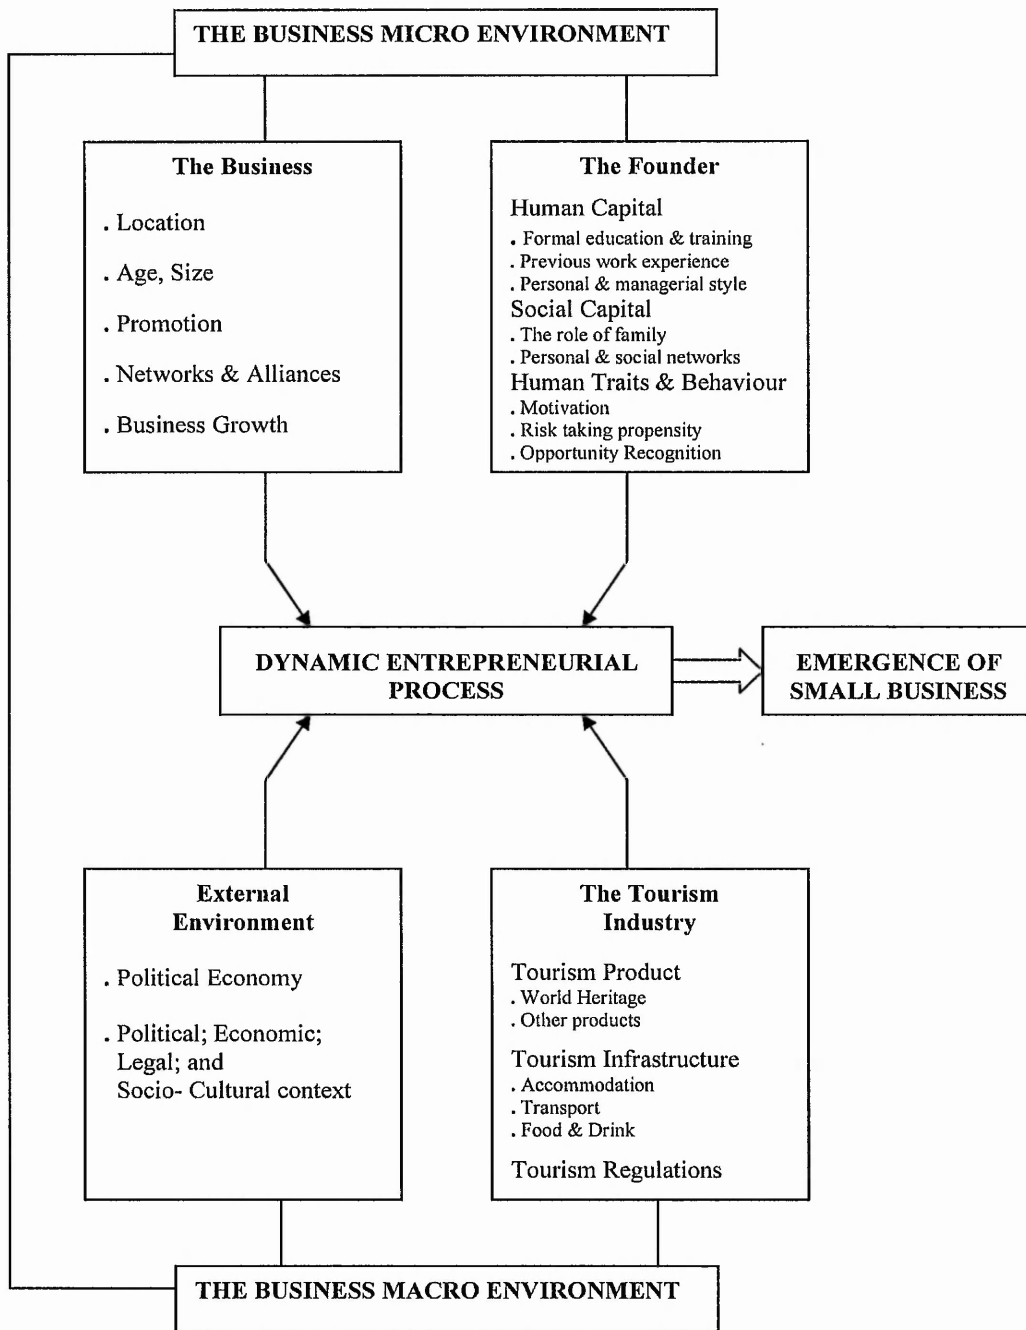 THE BUSINESS MICRO ENVIRONMENT
The Business
. Location
. Age, Size
. Promotion
. Networks & Alliances
. Business Growth
The Founder
Human Capital
. Formal education & training
. Previous work experience
. Personal & managerial style
Social Capital
. The role of family
. Personal & social networks
Human Traits & Behaviour
. Motivation
. Risk taking propensity
. Opportunity Recognition
DYNAMIC ENTREPRENEURIAL
PROCESS
EMERGENCE OF
SMALL BUSINESS
External
Environment
. Political Economy
. Political; Economic;
Legal; and
Socio- Cultural context
The Tourism
Industry
Tourism Product
. World Heritage
. Other products
Tourism Infrastructure
. Accommodation
. Transport
. Food & Drink
Tourism Regulations
THE BUSINESS MACRO ENVIRONMENT